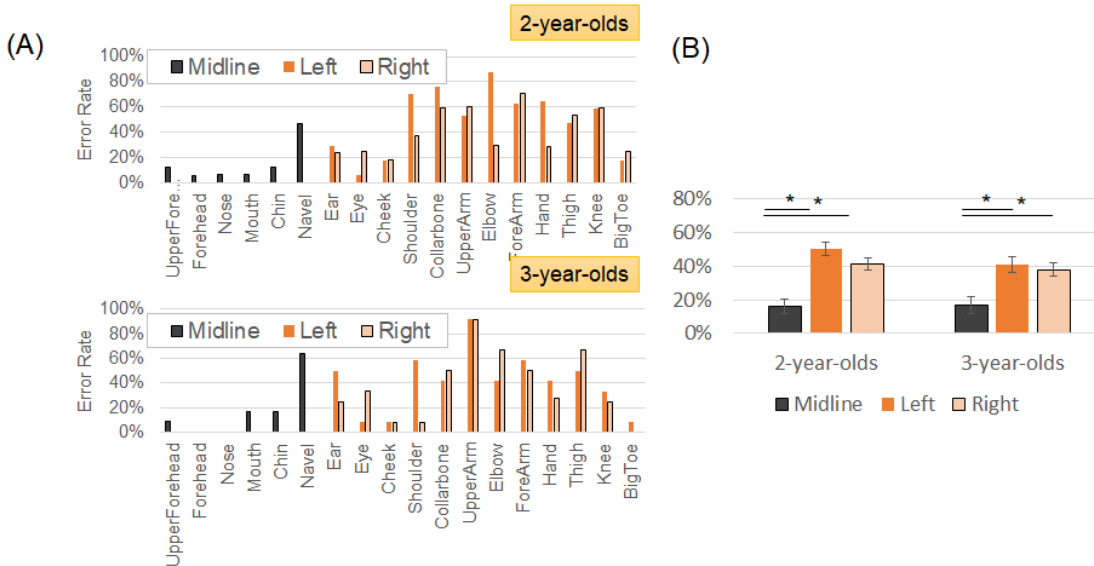 (A)
2-year-olds
Error Rate
100%
80%
60%
40%
20%
0%
Midline Left Right
UpperFore...
Forehead
Nose
Mouth
Chin
Navel
Ear
Eye
Cheek
Shoulder
Collarbone
UpperArm
Elbow
ForeArm
Hand
Thigh
Knee
BigToe
3-year-olds
Error Rate
100%
80%
60%
40%
20%
0%
Midline Left Right
UpperForehead
Forehead
Nose
Mouth
Chin
Navel
Ear
Eye
Cheek
Shoulder
Collarbone
UpperArm
Elbow
ForeArm
Hand
Thigh
Knee
BigToe
(B)
80%
60%
40%
20%
0%
* *
* *
2-year-olds 3-year-olds
Midline Left Right